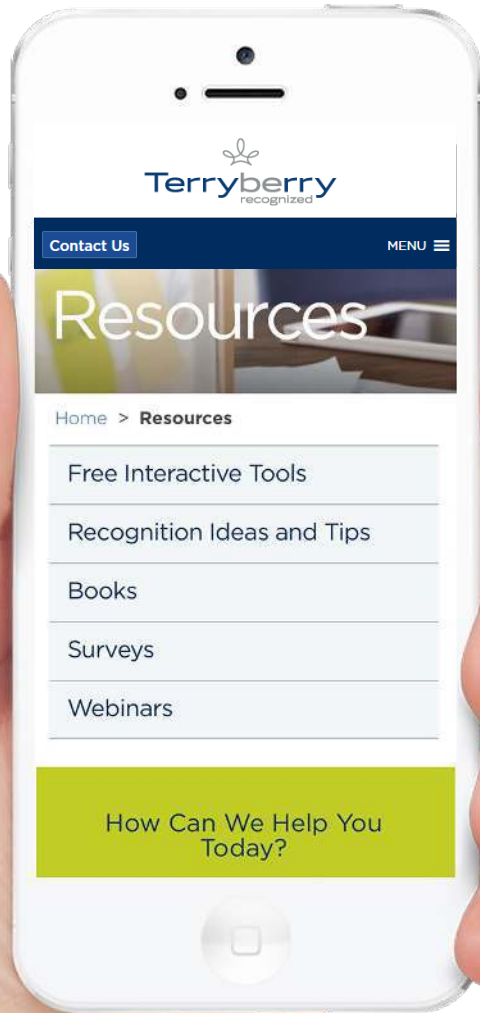 Terryberry
recognized
Contact Us
MENU
Resources
Home > Resources
Free Interactive Tools
Recognition Ideas and Tips
Books
Surveys
Webinars
How Can We Help You
Today?